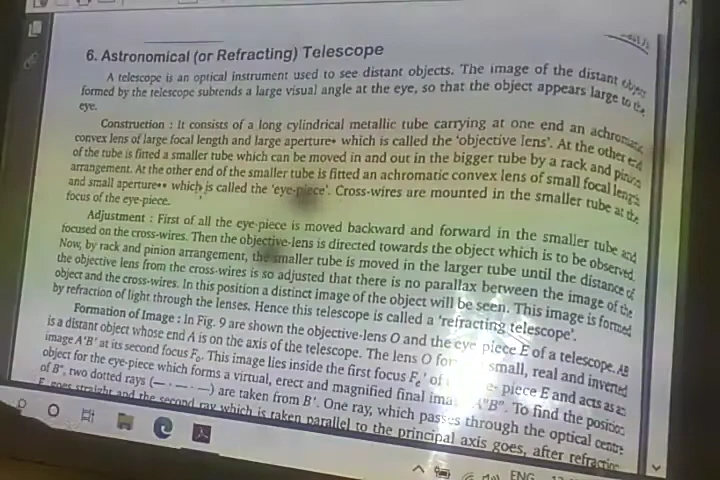 6. Astronomical (or Refracting) Telescope
A telescope is an optical instrument used to see distant objects. The image of the distant object
formed by the telescope subtends a large visual angle at the eye, so that the object appears large to the
eye.
Construction : It consists of a long cylindrical metallic tube carrying at one end an achromatic
convex lens of large focal length and large aperture* which is called the 'objective lens'. At the other end
of the tube is fitted a smaller tube which can be moved in and out in the bigger tube by a rack and pinion
arrangement. At the other end of the smaller tube is fitted an achromatic convex lens of small focal length
and small aperture** which is called the 'eye-piece'. Cross-wires are mounted in the smaller tube at the
focus of the eye-piece.
Adjustment : First of all the eye-piece is moved backward and forward in the smaller tube and
focused on the cross-wires. Then the objective-lens is directed towards the object which is to be observed.
Now, by rack and pinion arrangement, the smaller tube is moved in the larger tube until the distance of
the objective lens from the cross-wires is so adjusted that there is no parallax between the image of the
object and the cross-wires. In this position a distinct image of the object will be seen. This image is formed
by refraction of light through the lenses. Hence this telescope is called a 'refracting telescope'.
Formation of Image : In Fig. 9 are shown the objective-lens O and the eye piece E of a telescope. AB
is a distant object whose end A is on the axis of the telescope. The lens O small, real and inverted
image A'B' at its second focus Fo. This image lies inside the first focus Fe' of piece E and acts as an
object for the eye-piece which forms a virtual, erect and magnified final A"B". To find the position
of B", two dotted rays (— · — · —) are taken from B'. One ray, which passes through the optical centre
E goes straight and the second ray which is taken parallel to the principal axis goes, after refraction
ENG